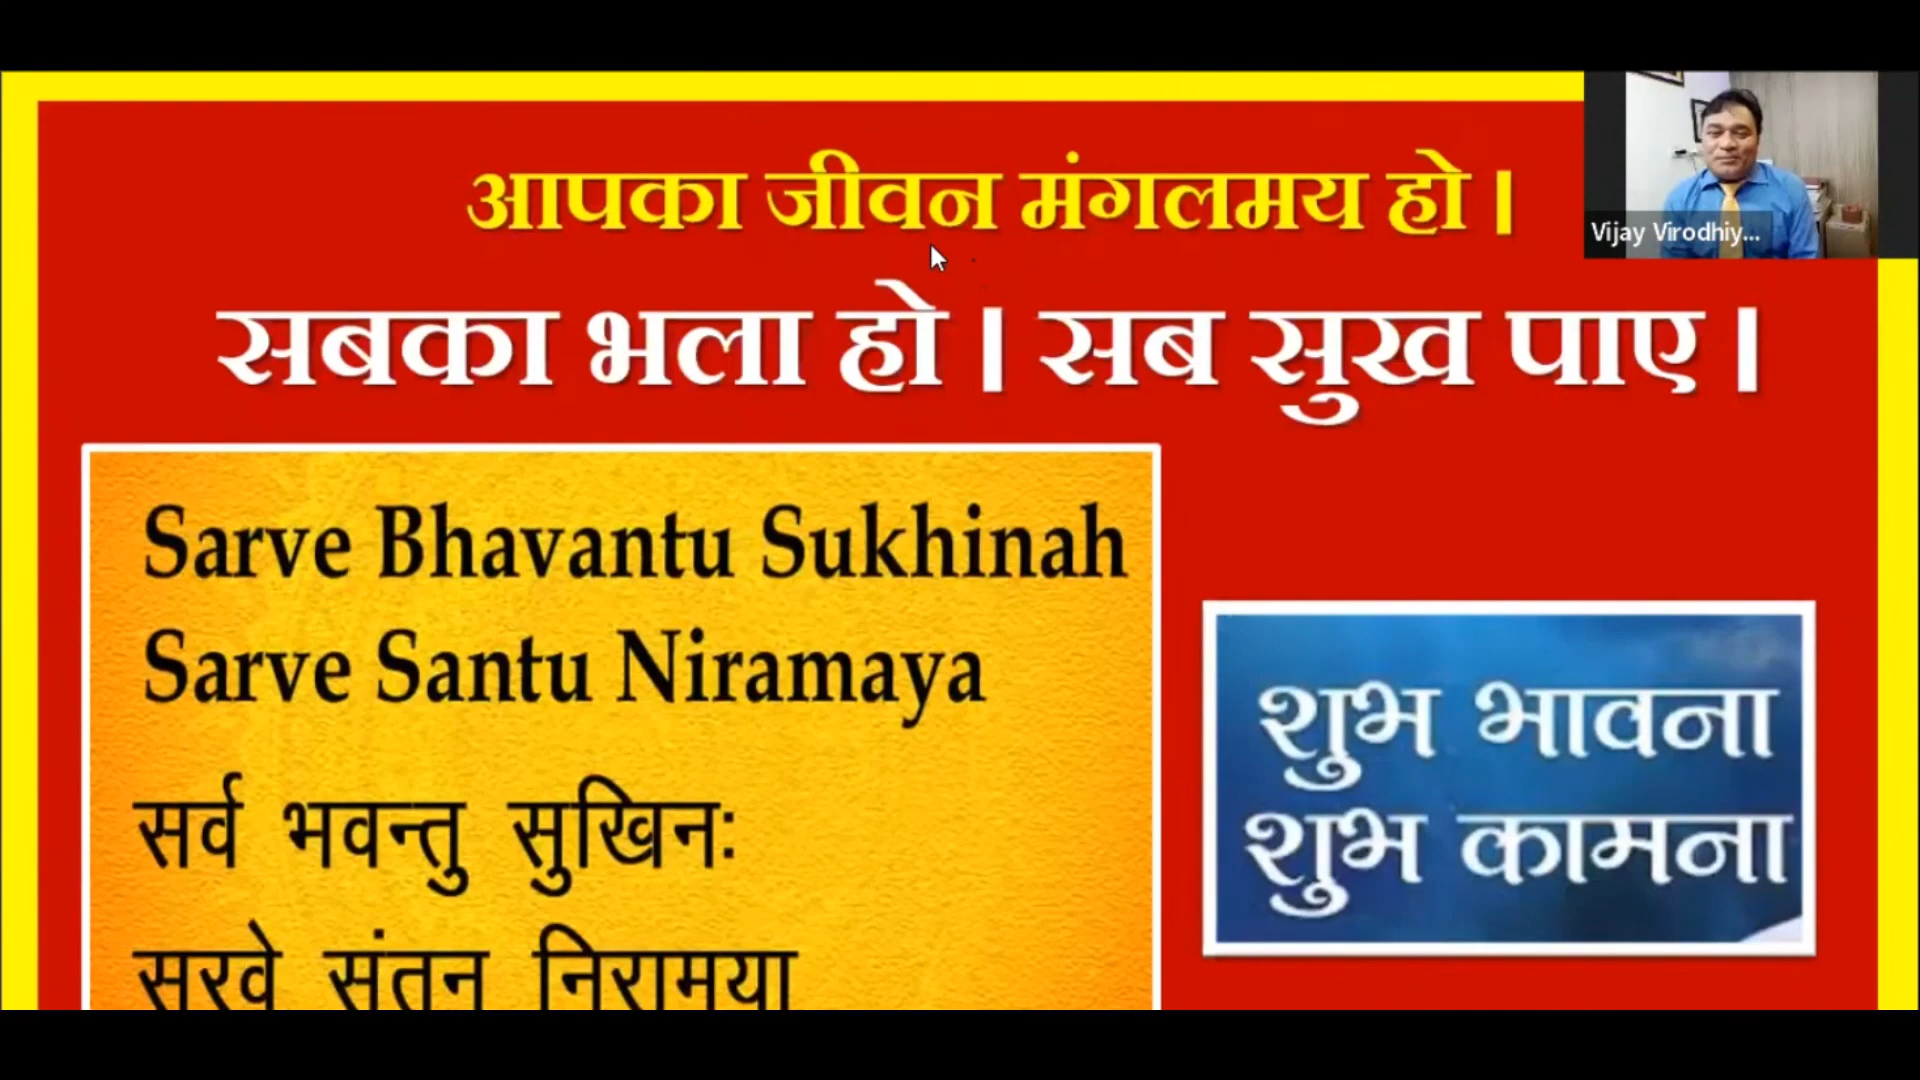 आपका जीवन मंगलमय हो।
Vijay Virodhiy...
सबका भला हो। सब सुख पाए।
Sarve Bhavantu Sukhinah
Sarve Santu Niramaya
सर्व भवन्तु सुखिनः
सरवे संतन निरामया
शुभ भावना
शुभ कामना